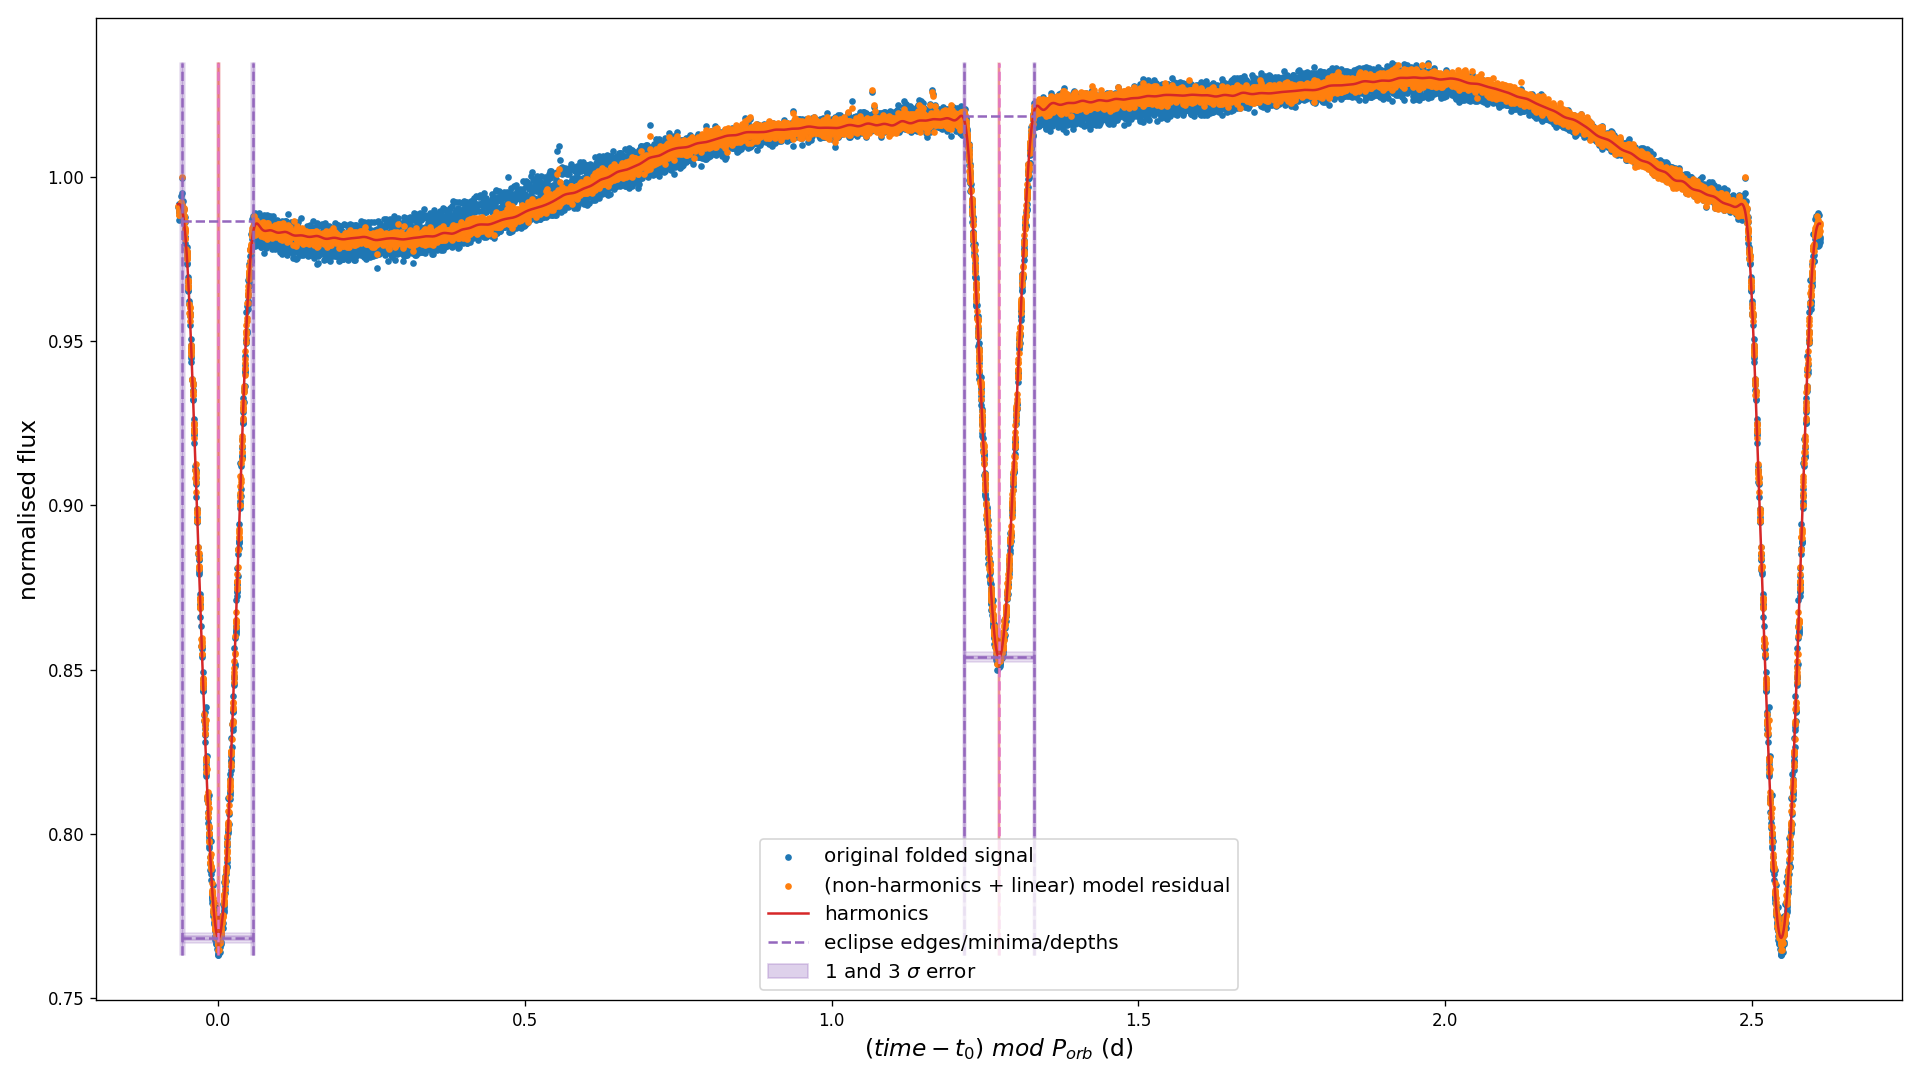 normalised flux
1.00
0.95
0.90
0.85
0.80
0.75
original folded signal
(non-harmonics + linear) model residual
harmonics
eclipse edges/minima/depths
1 and 3 σ error
0.0 0.5 1.0 1.5 2.0 2.5
(time − t₀) mod Pₒᵣb (d)